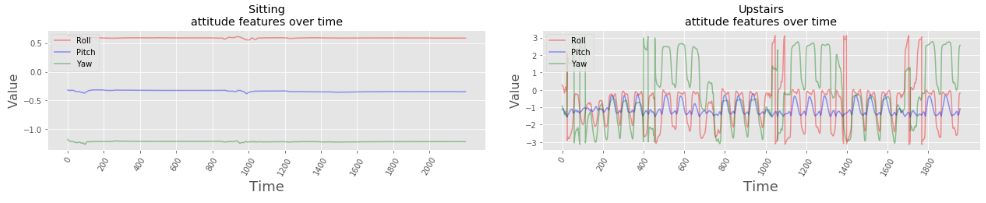 Sitting
attitude features over time
Value
0.5
0.0
−0.5
−1.0
Roll
Pitch
Yaw
0
200
400
600
800
1000
1200
1400
1600
1800
2000
Time
Upstairs
attitude features over time
Value
3
2
1
0
−1
−2
−3
Roll
Pitch
Yaw
0
200
400
600
800
1000
1200
1400
1600
1800
Time